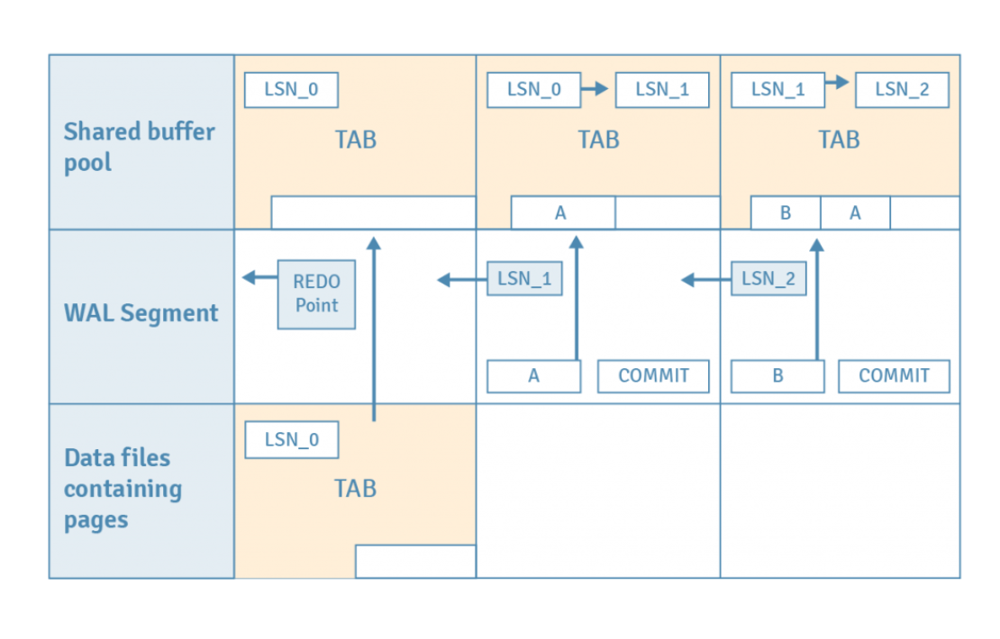 Shared buffer
pool
LSN_0
TAB
LSN_0
LSN_1
TAB
A
LSN_1
LSN_2
TAB
B
A
WAL Segment
REDO
Point
LSN_1
A
COMMIT
LSN_2
B
COMMIT
Data files
containing
pages
LSN_0
TAB